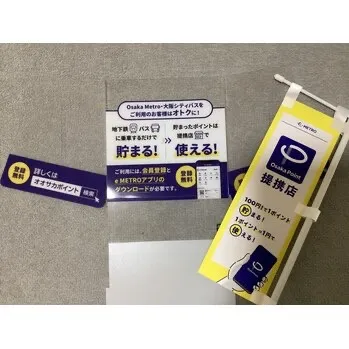 Osaka Metro・大阪シティバスを
ご利用のお客様はオトクに！
地下鉄 バス
に乗車するだけで
貯まる！
貯まったポイントは
提携店 で
使える！
ご利用には、会員登録と
e METROアプリの
ダウンロードが必要です。
登録
無料
登録
無料
詳しくは
オオサカポイント 検索
METRO
Osaka Point
提携店
100円で1ポイント
貯まる！
1ポイント=1円で
使える！